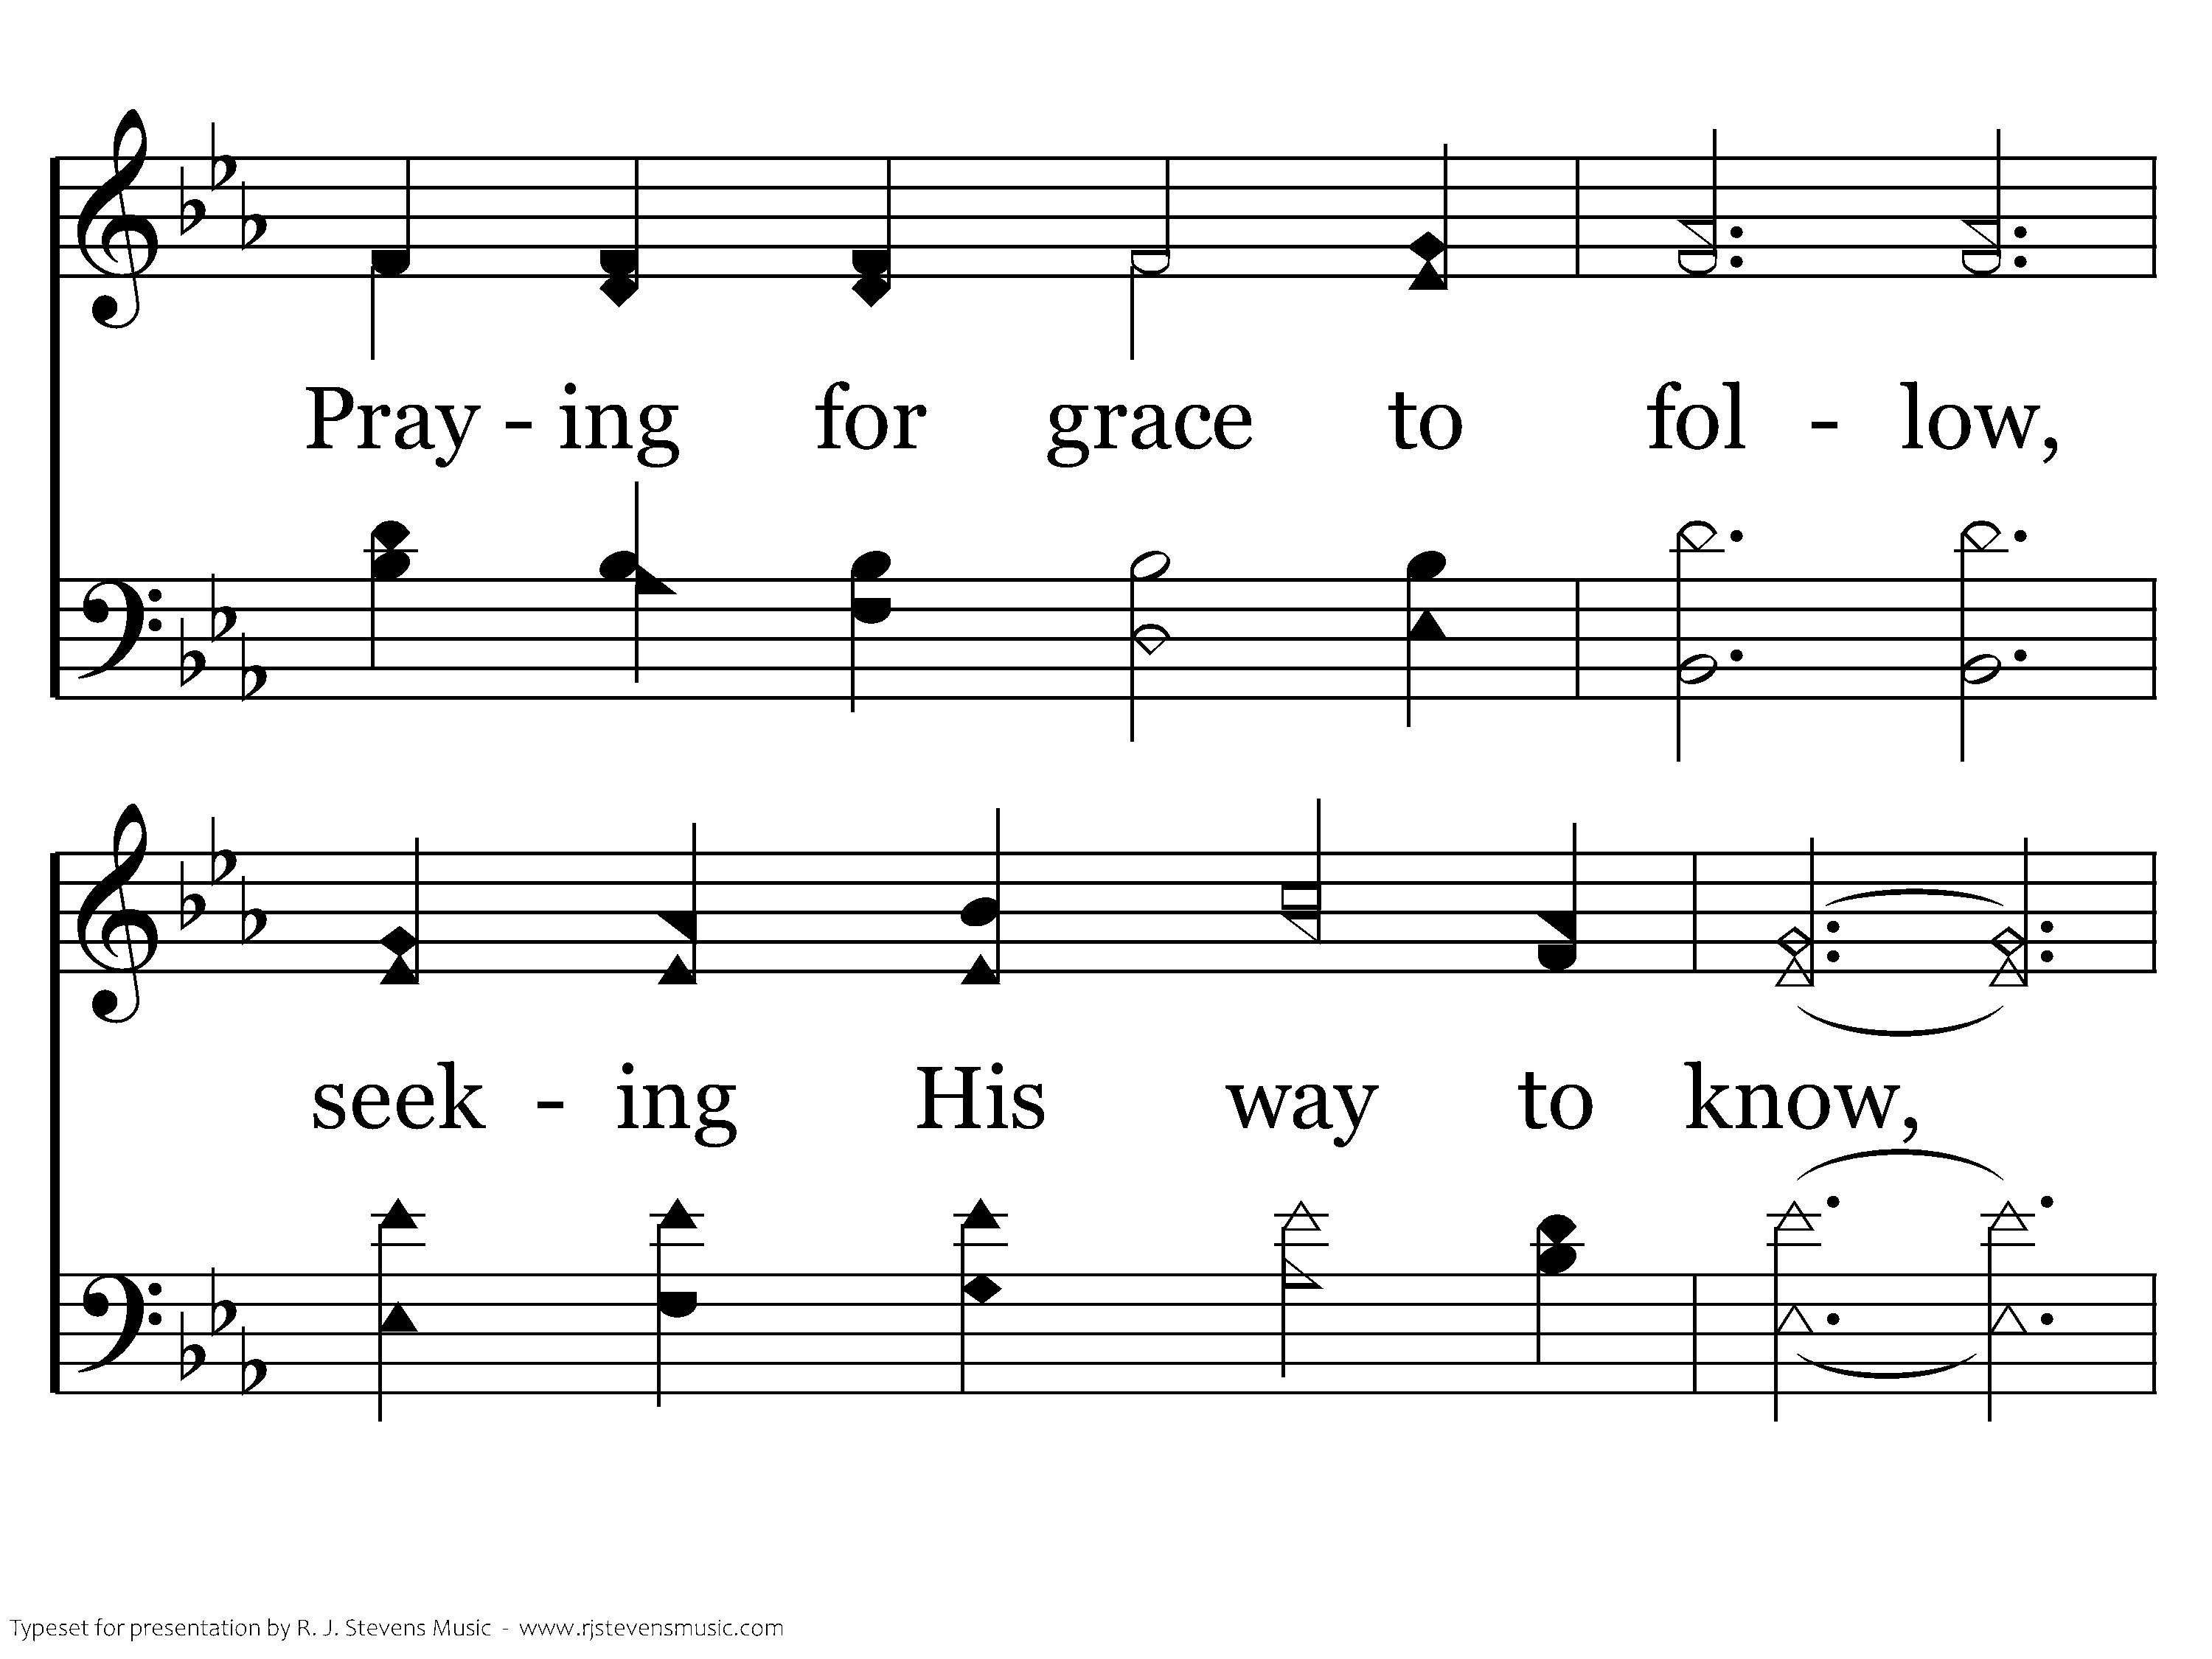 Pray - ing for grace to fol - low,
seek - ing His way to know,
Typeset for presentation by R. J. Stevens Music - www.rjstevensmusic.com